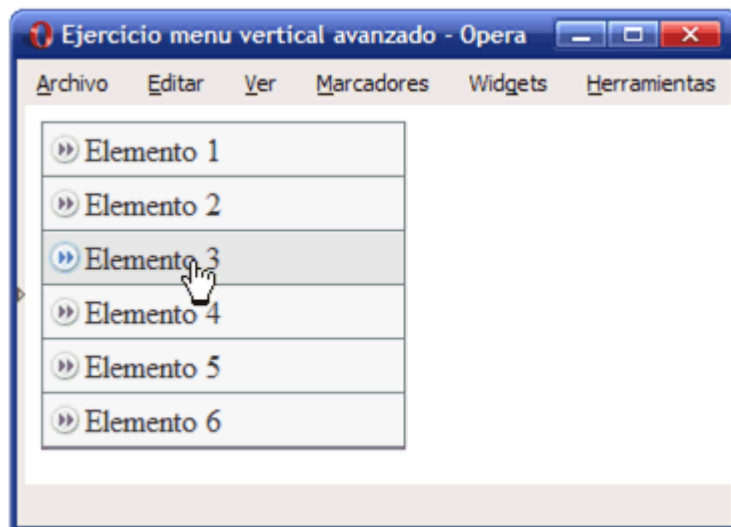 Ejercicio menu vertical avanzado - Opera
Archivo Editar Ver Marcadores Widgets Herramientas
Elemento 1
Elemento 2
Elemento 3
Elemento 4
Elemento 5
Elemento 6